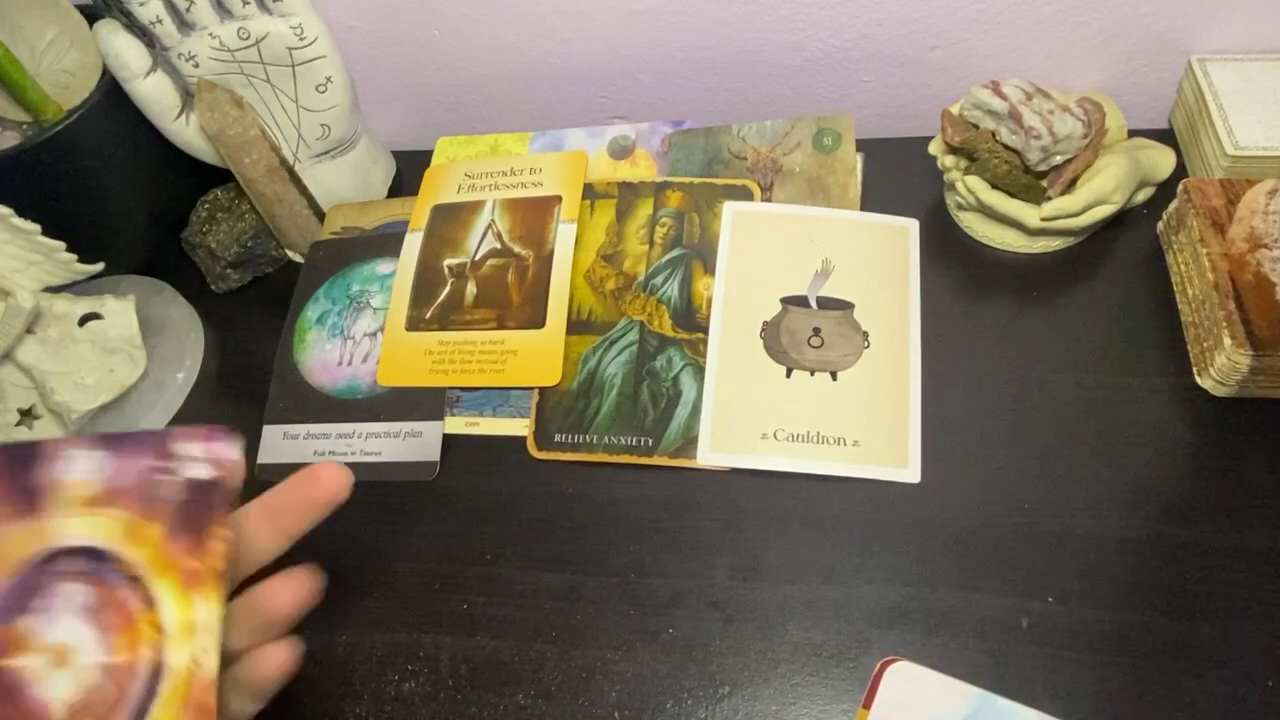 51
Surrender to
Effortlessness
Stop pushing so hard.
The art of living means going
with the flow instead of
trying to force the river.
Your dreams need a practical plan
Full Moon in Taurus
RELIEVE ANXIETY
Cauldron